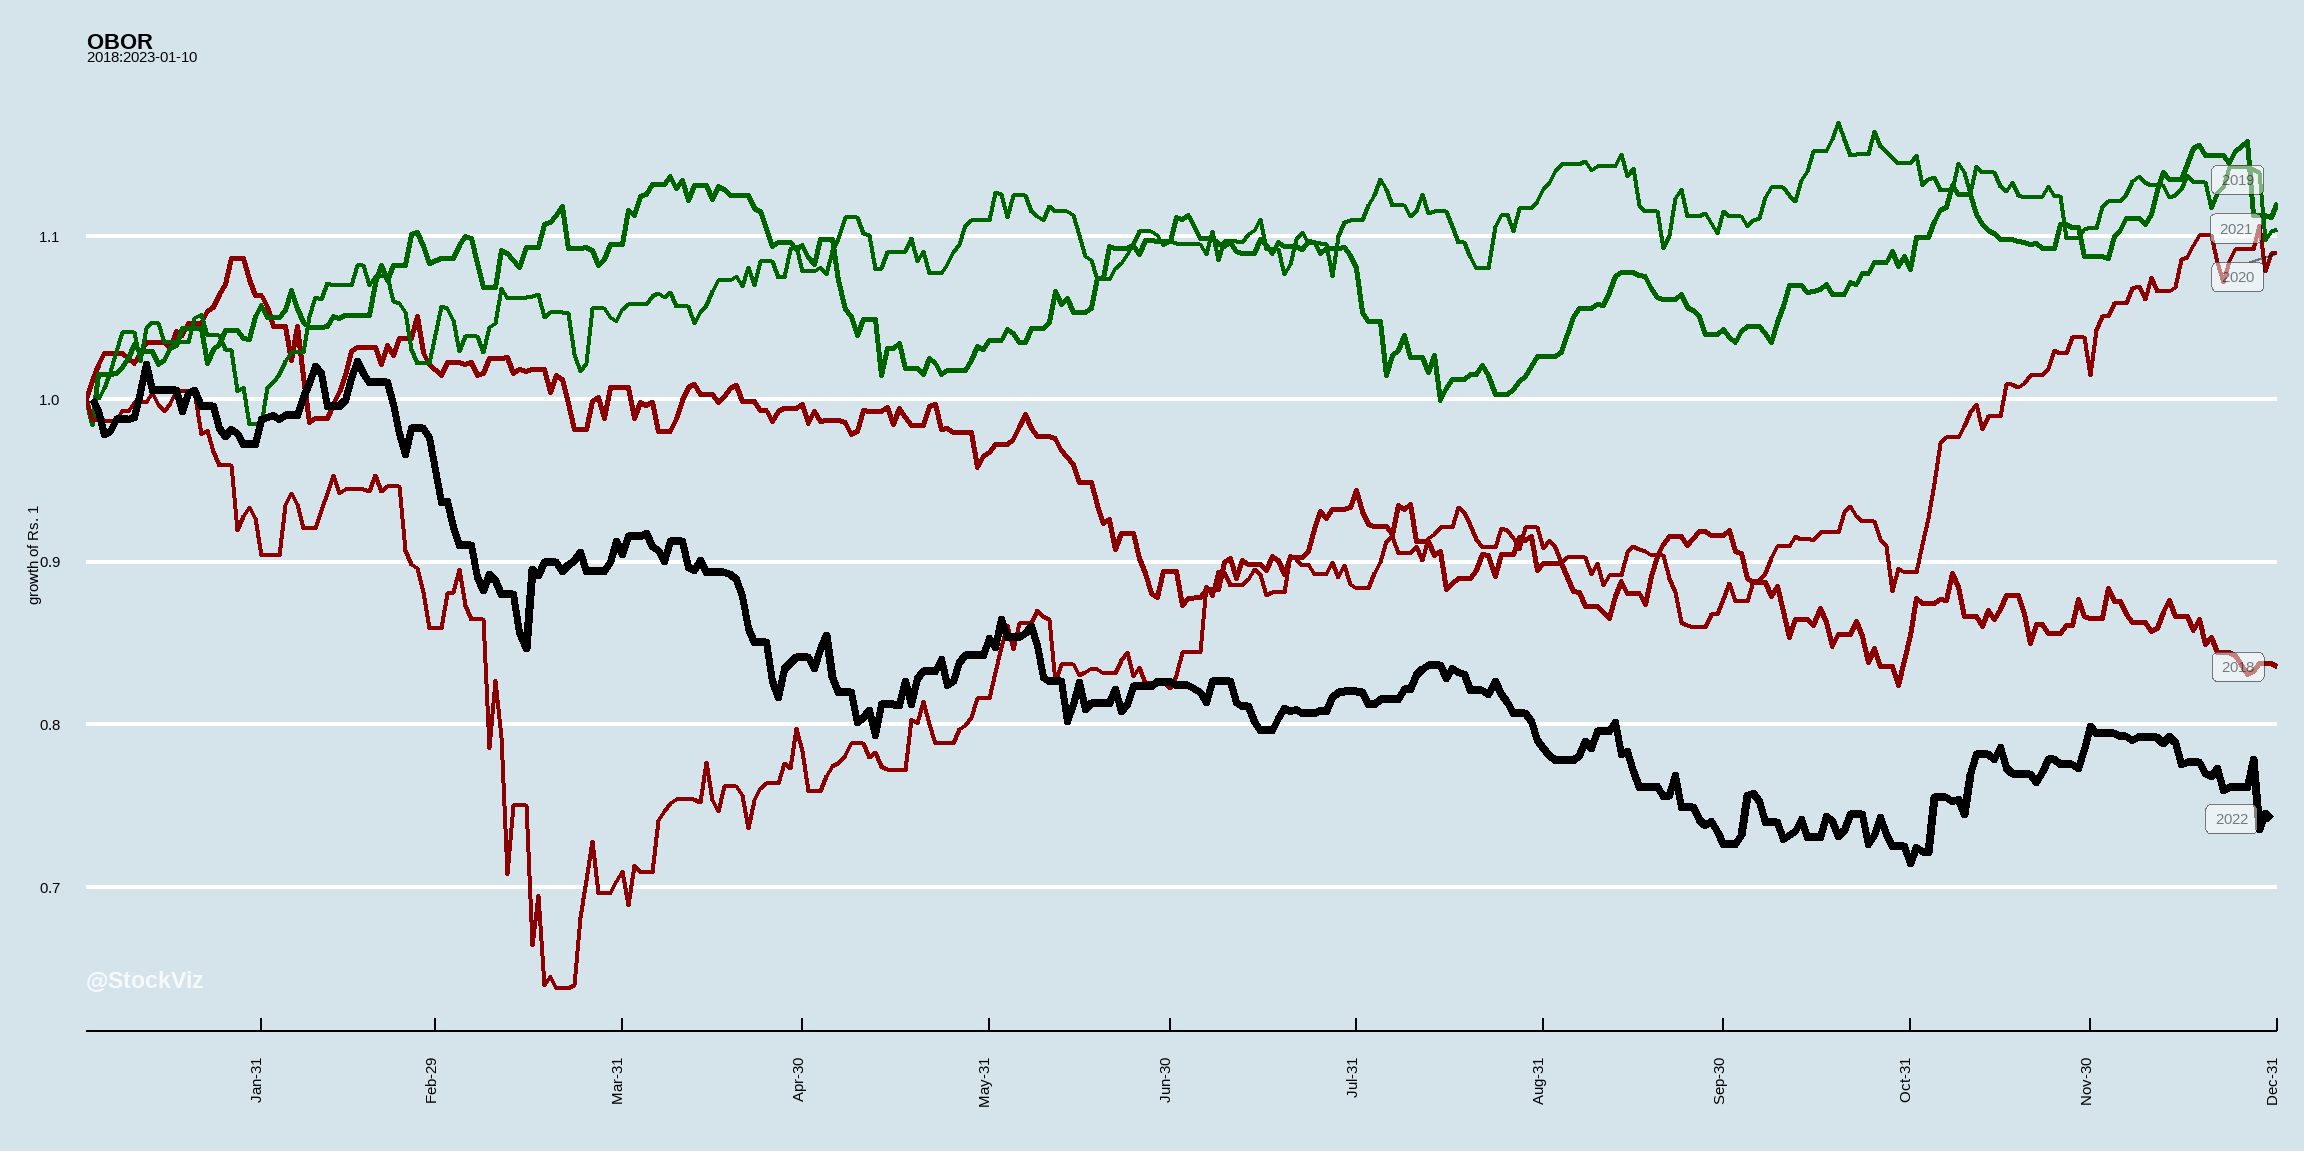 OBOR
2018:2023-01-10
growth of Rs. 1
1.1
1.0
0.9
0.8
0.7
2019
2021
2020
2018
2022
@StockViz
Jan-31
Feb-29
Mar-31
Apr-30
May-31
Jun-30
Jul-31
Aug-31
Sep-30
Oct-31
Nov-30
Dec-31